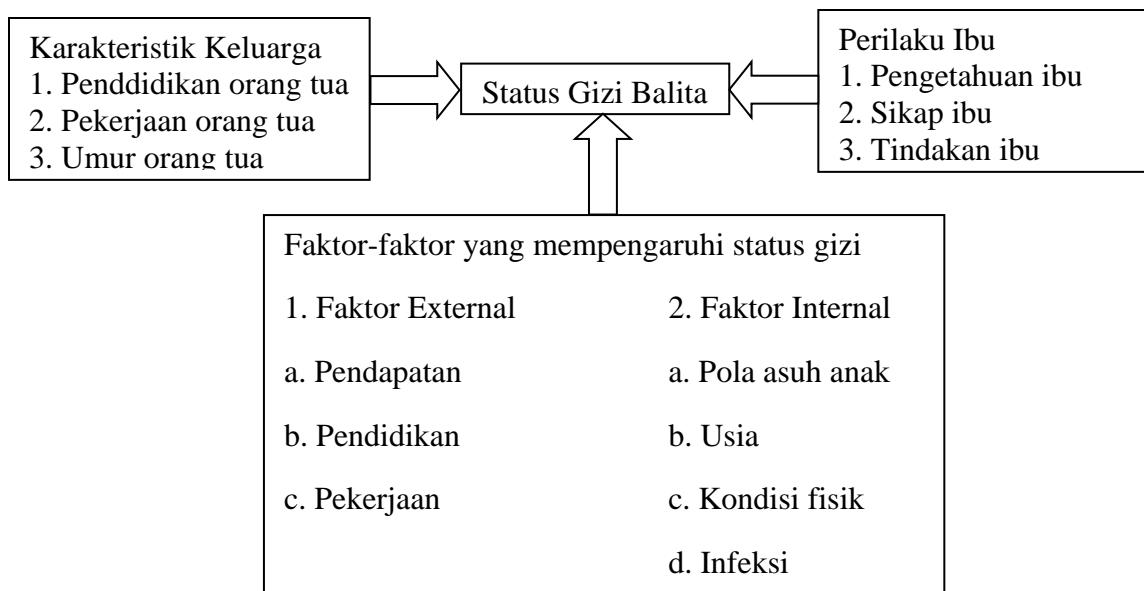 Karakteristik Keluarga
1. Penddidikan orang tua
2. Pekerjaan orang tua
3. Umur orang tua
Status Gizi Balita
Perilaku Ibu
1. Pengetahuan ibu
2. Sikap ibu
3. Tindakan ibu
Faktor-faktor yang mempengaruhi status gizi
1. Faktor External
a. Pendapatan
b. Pendidikan
c. Pekerjaan
2. Faktor Internal
a. Pola asuh anak
b. Usia
c. Kondisi fisik
d. Infeksi